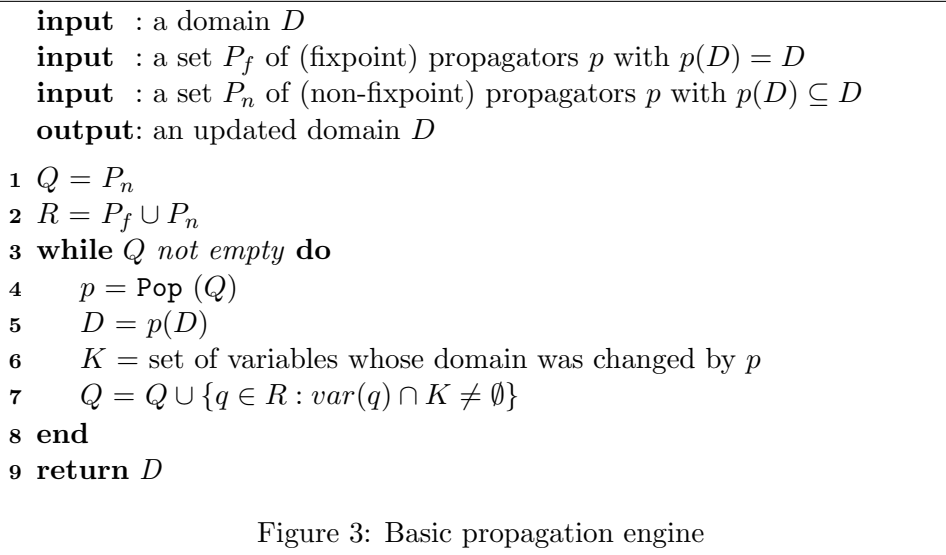 input : a domain D
input : a set P_f of (fixpoint) propagators p with p(D) = D
input : a set P_n of (non-fixpoint) propagators p with p(D) ⊆ D
output: an updated domain D
1 Q = P_n
2 R = P_f ∪ P_n
3 while Q not empty do
4 p = Pop (Q)
5 D = p(D)
6 K = set of variables whose domain was changed by p
7 Q = Q ∪ {q ∈ R : var(q) ∩ K ≠ ∅}
8 end
9 return D
Figure 3: Basic propagation engine